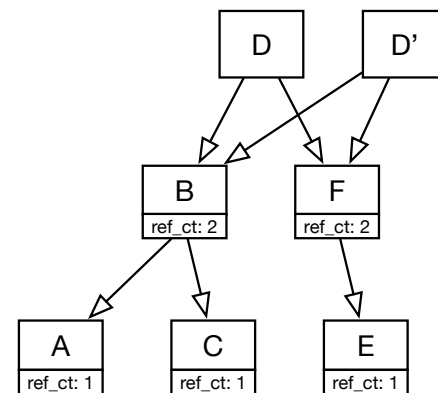 D D’
B F
ref_ct: 2 ref_ct: 2
A C E
ref_ct: 1 ref_ct: 1 ref_ct: 1